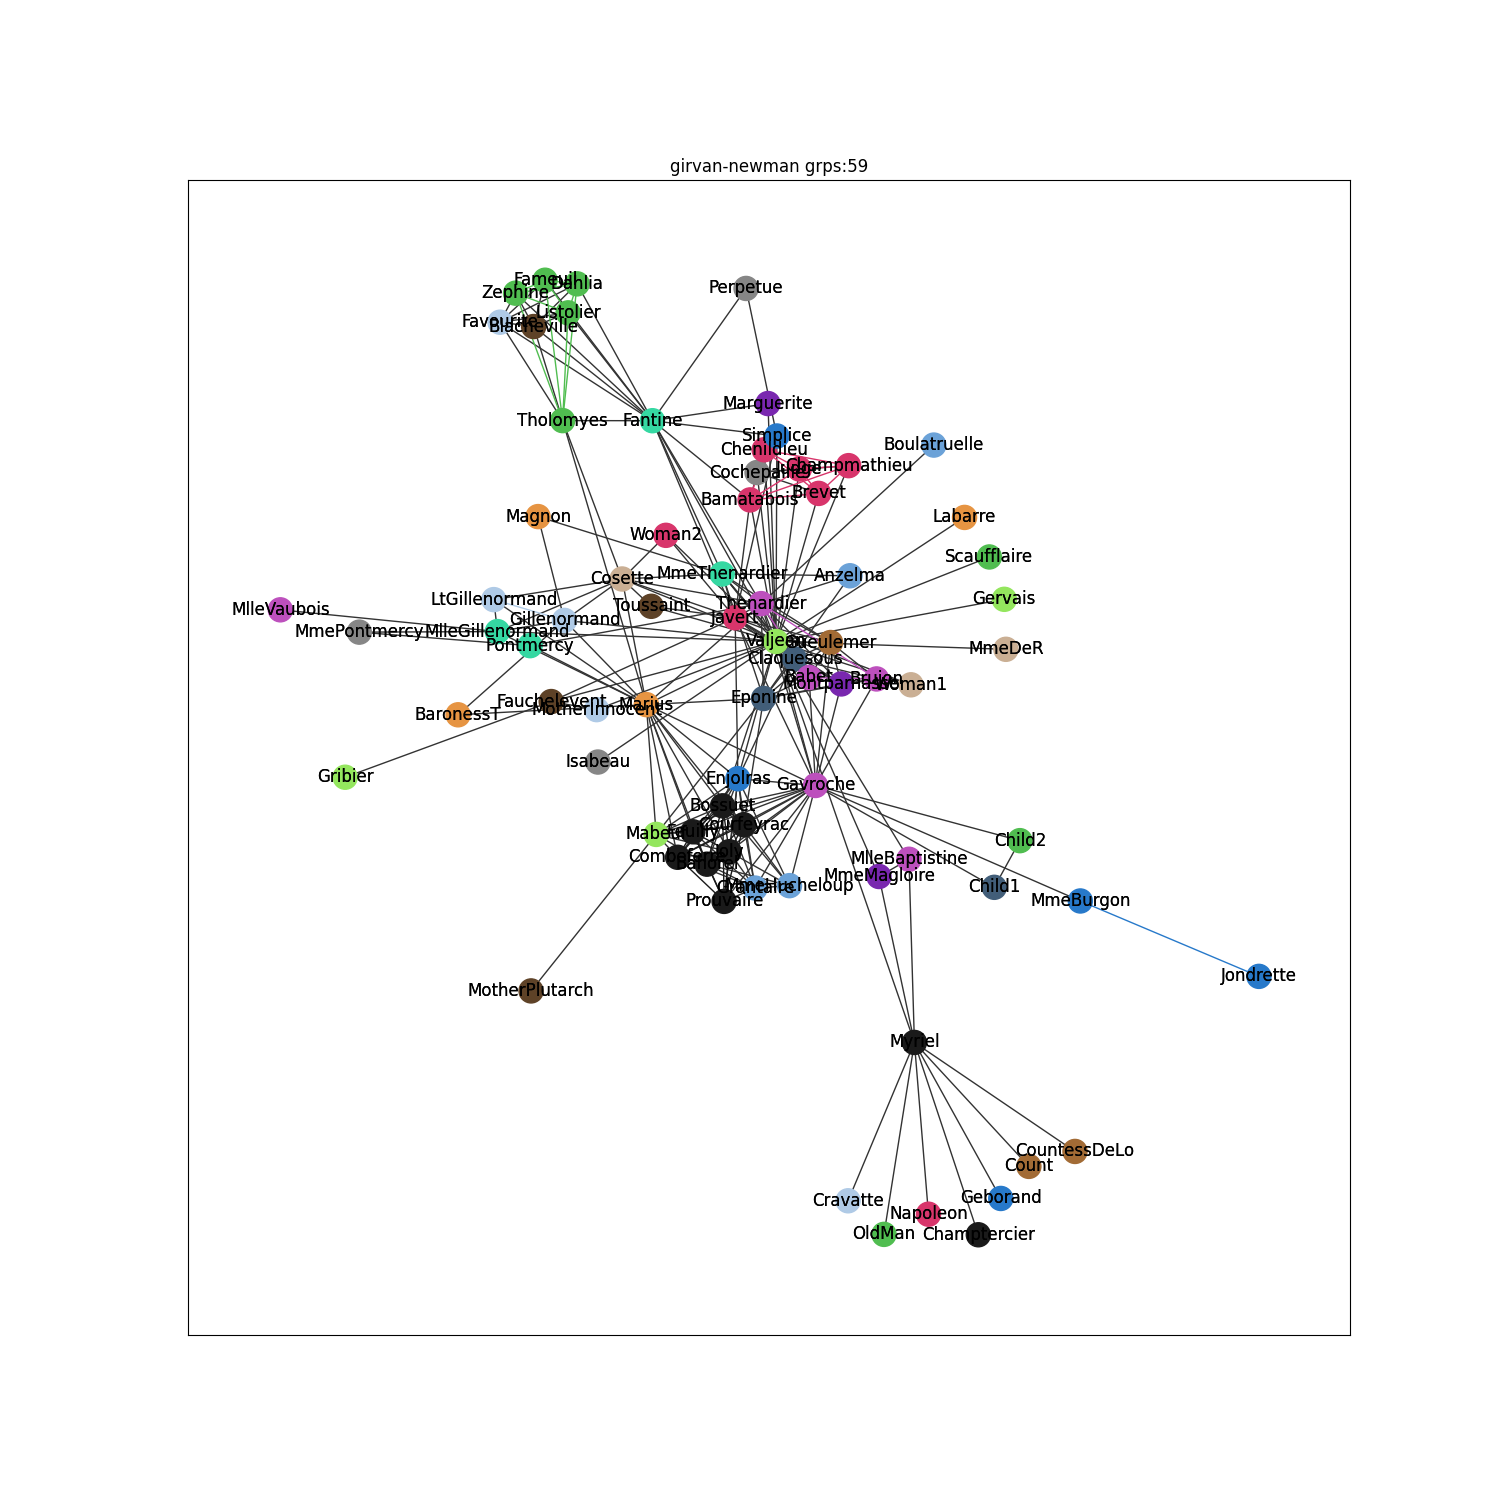 girvan-newman grps:59
Fameuil
Dahlia
Zephine
Perpetue
Listolier
Favourite
Blacheville
Marguerite
Tholomyes
Fantine
Simplice
Boulatruelle
Chenildieu
Champmathieu
Cochepaille
Brevet
Bamatabois
Magnon
Labarre
Woman2
Scaufflaire
MmeThenardier
Anzelma
Cosette
LtGillenormand
Gervais
Thenardier
Toussaint
MlleVaubois
Gillenormand
Javert
MmePontmercy
MlleGillenormand
Valjean
Gueulemer
Pontmercy
MmeDeR
Claquesous
Babet
Brujon
Montparnasse
Woman1
Eponine
Fauchelevent
Marius
MotherInnocent
BaronessT
Isabeau
Gribier
Enjolras
Gavroche
Bossuet
Courfeyrac
Feuilly
Mabeuf
Child2
Joly
Combeferre
MlleBaptistine
Bahorel
MmeMagloire
MmeHucheloup
Grantaire
Child1
Prouvaire
MmeBurgon
Jondrette
MotherPlutarch
Myriel
CountessDeLo
Count
Geborand
Cravatte
Napoleon
OldMan
Champtercier